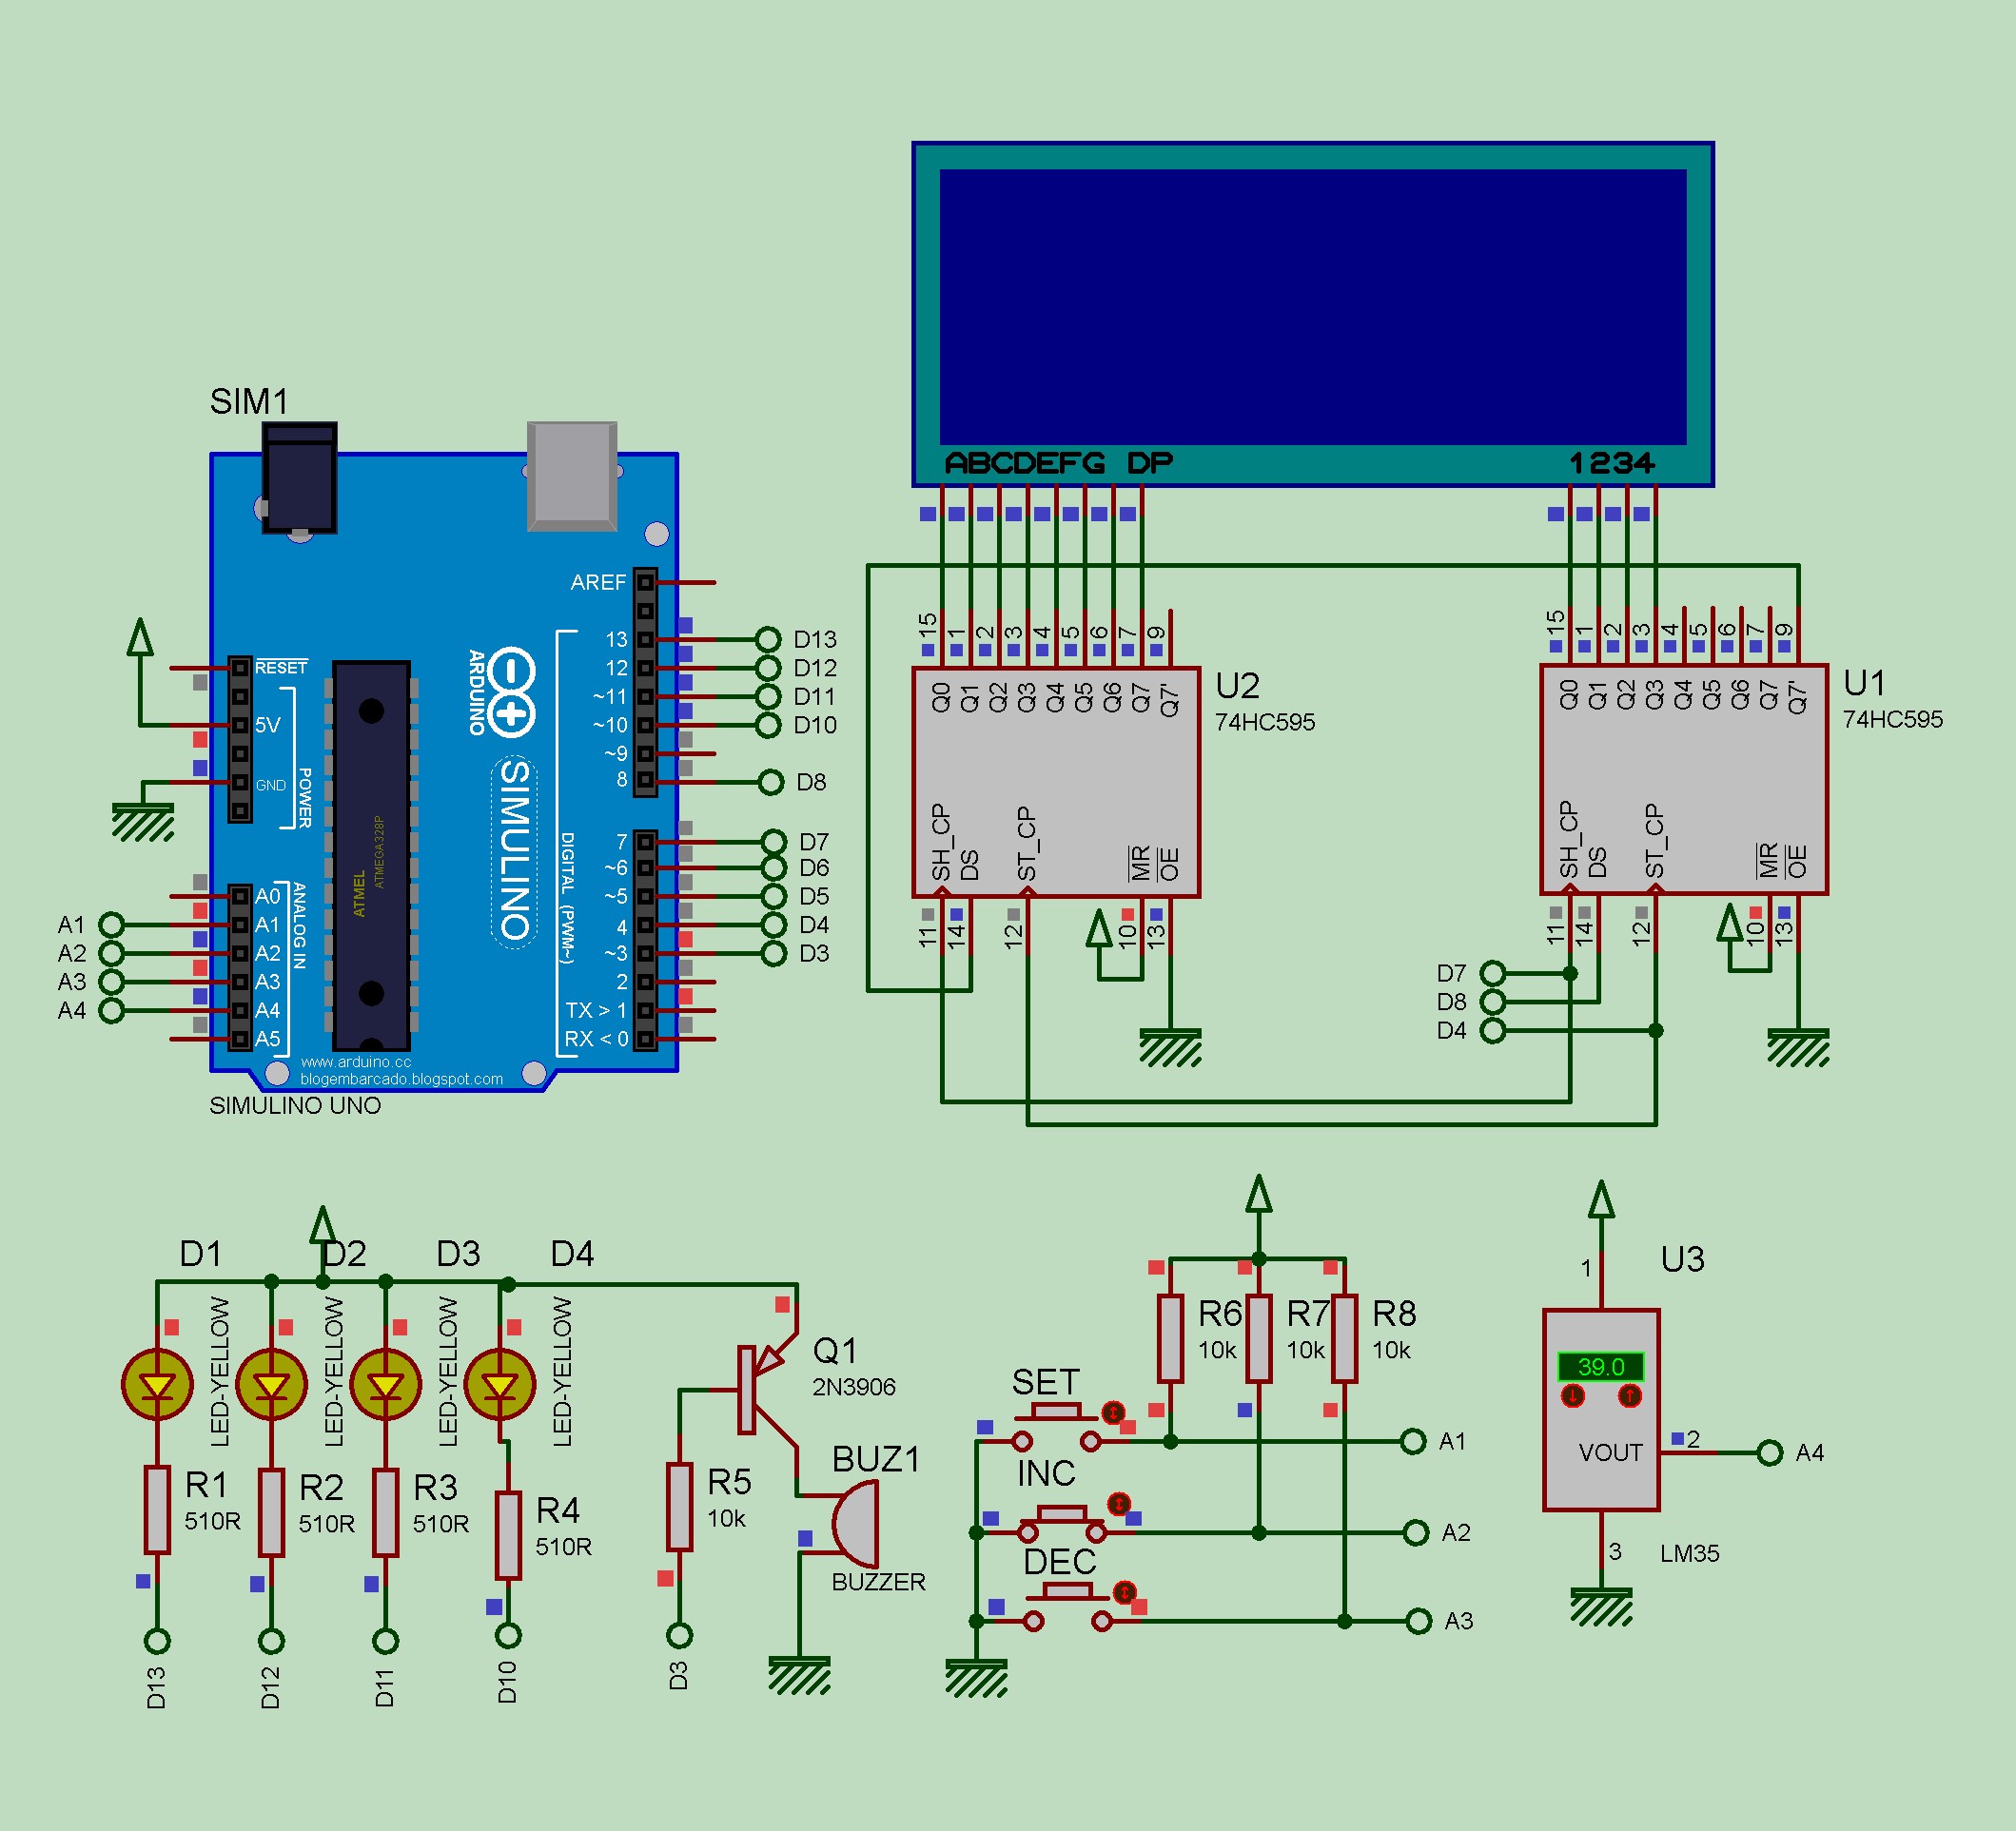 ABCDEFG DP
1234
SIM1
AREF
13 D13
12 D12
~11 D11
~10 D10
~9
8 D8
RESET
5V
GND
POWER
ARDUINO
SIMULINO
ATMEL
ATMEGA328P
DIGITAL (PWM~)
7 D7
~6 D6
~5 D5
4 D4
~3 D3
2
TX > 1
RX < 0
ANALOG IN
A0
A1 A1
A2 A2
A3 A3
A4 A4
A5
www.arduino.cc
blogembarcado.blogspot.com
SIMULINO UNO
15 1 2 3 4 5 6 7 9
Q0 Q1 Q2 Q3 Q4 Q5 Q6 Q7 Q7'
U2
74HC595
SH_CP DS ST_CP MR OE
11 14 12 10 13
15 1 2 3 4 5 6 7 9
Q0 Q1 Q2 Q3 Q4 Q5 Q6 Q7 Q7'
U1
74HC595
SH_CP DS ST_CP MR OE
11 14 12 10 13
D7
D8
D4
D1 D2 D3 D4
LED-YELLOW LED-YELLOW LED-YELLOW LED-YELLOW
R1
510R
R2
510R
R3
510R
R4
510R
D13 D12 D11 D10
Q1
2N3906
R5
10k
D3
BUZ1
BUZZER
R6
10k
R7
10k
R8
10k
SET
A1
INC
A2
DEC
A3
1
U3
39.0
VOUT
2
A4
3
LM35